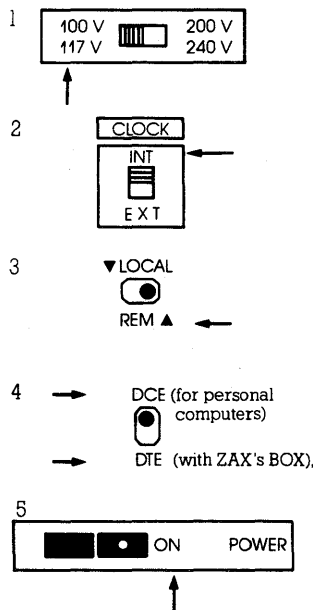 1
100 V 200 V
117 V 240 V
2
CLOCK
INT
EXT
3
▼LOCAL
REM ▲
4
DCE (for personal
computers)
DTE (with ZAX's BOX),
5
ON POWER